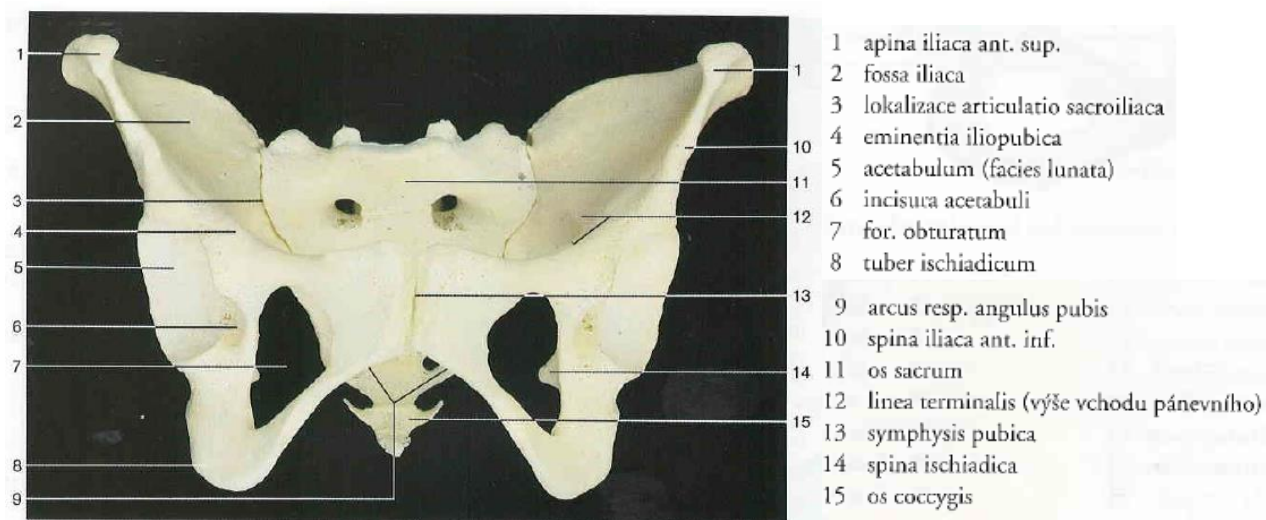 1
2
3
4
5
6
7
8
9
1
10
11
12
13
14
15
1 apina iliaca ant. sup.
2 fossa iliaca
3 lokalizace articulatio sacroiliaca
4 eminentia iliopubica
5 acetabulum (facies lunata)
6 incisura acetabuli
7 for. obturatum
8 tuber ischiadicum
9 arcus resp. angulus pubis
10 spina iliaca ant. inf.
11 os sacrum
12 linea terminalis (výše vchodu pánevního)
13 symphysis pubica
14 spina ischiadica
15 os coccygis